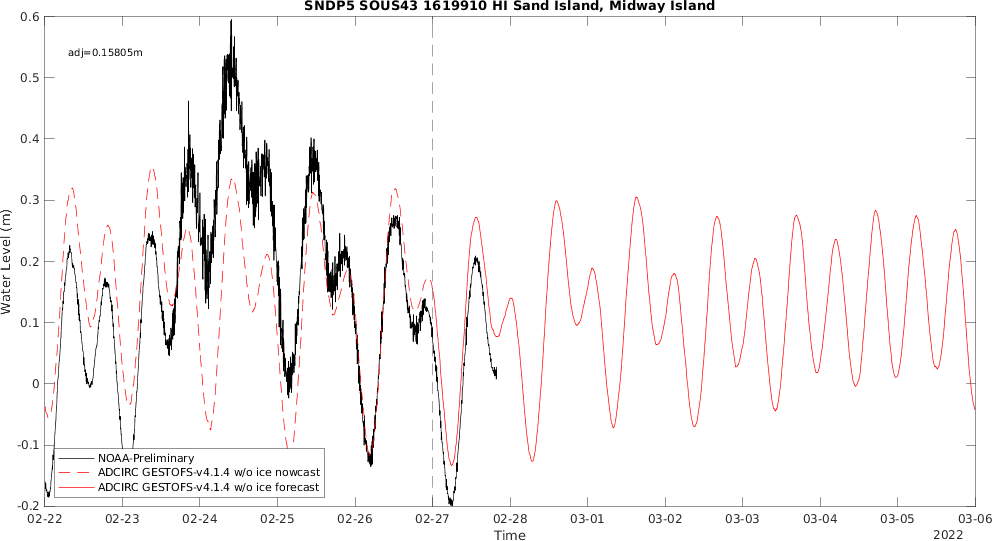 SNDP5 SOUS43 1619910 HI Sand Island, Midway Island
adj=0.15805m
0.6
0.5
0.4
0.3
0.2
0.1
0
-0.1
-0.2
Water Level (m)
NOAA-Preliminary
ADCIRC GESTOFS-v4.1.4 w/o ice nowcast
ADCIRC GESTOFS-v4.1.4 w/o ice forecast
02-22 02-23 02-24 02-25 02-26 02-27 02-28 03-01 03-02 03-03 03-04 03-05 03-06
Time
2022